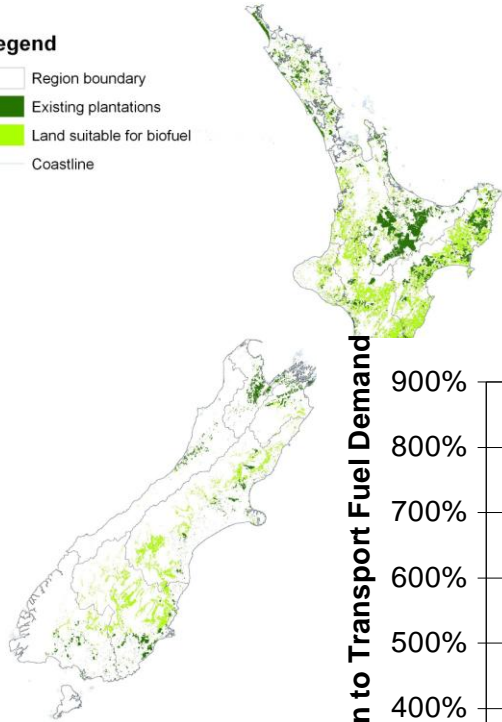 egend
Region boundary
Existing plantations
Land suitable for biofuel
Coastline
n to Transport Fuel Demand
900%
800%
700%
600%
500%
400%